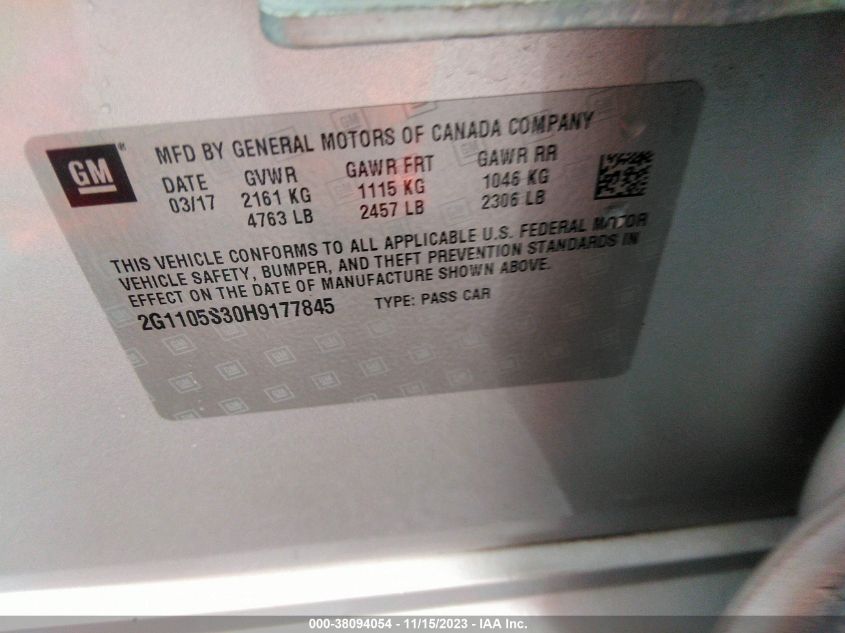 GM
MFD BY GENERAL MOTORS OF CANADA COMPANY
DATE GVWR GAWR FRT GAWR RR
03/17 2161 KG 1115 KG 1046 KG
4763 LB 2457 LB 2306 LB
THIS VEHICLE CONFORMS TO ALL APPLICABLE U.S. FEDERAL MOTOR
VEHICLE SAFETY, BUMPER, AND THEFT PREVENTION STANDARDS IN
EFFECT ON THE DATE OF MANUFACTURE SHOWN ABOVE.
2G1105S30H9177845 TYPE: PASS CAR
000-38094054 - 11/15/2023 - IAA Inc.